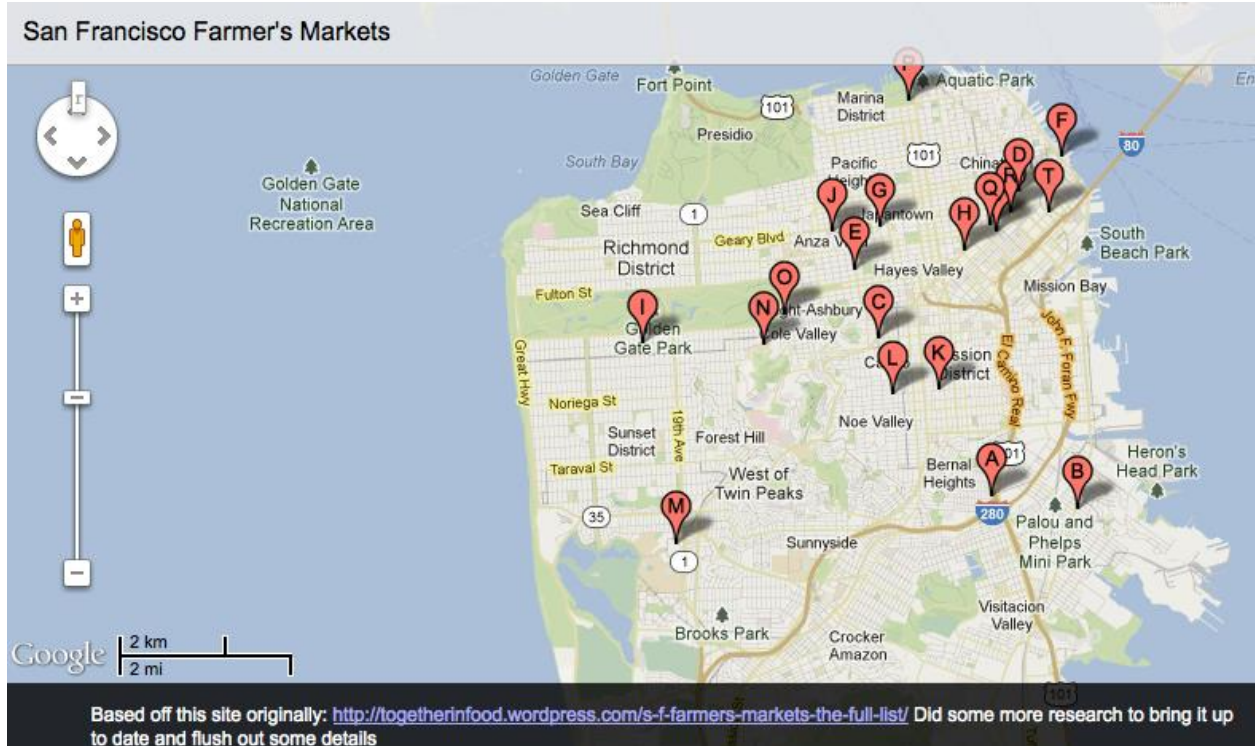 San Francisco Farmer's Markets
Golden Gate
Fort Point
Aquatic Park
En
r
101
Marina
District
Presidio
F
80
South Bay
Pacific
Heights
101
D
Golden Gate
National
Recreation Area
Sea Cliff
1
J
G
Japantown
Q
T
H
Richmond
District
Geary Blvd
Anza
E
South
Beach Park
Hayes Valley
Mission Bay
Fulton St
O
I
N
ght-Ashbury
C
Golden
Gate Park
Cole Valley
El Camino Real
John F Foran Fwy
Great Hwy
L
K
ssion
District
Noriega St
19th Ave
Noe Valley
Sunset
District
Forest Hill
Taraval St
West of
Twin Peaks
Bernal
Heights
A
101
B
Heron's
Head Park
35
M
280
Palou and
Phelps
Mini Park
Sunnyside
1
Visitacion
Valley
Brooks Park
Crocker
Amazon
Google
2 km
2 mi
101
Based off this site originally: http://togetherinfood.wordpress.com/s-f-farmers-markets-the-full-list/ Did some more research to bring it up
to date and flush out some details